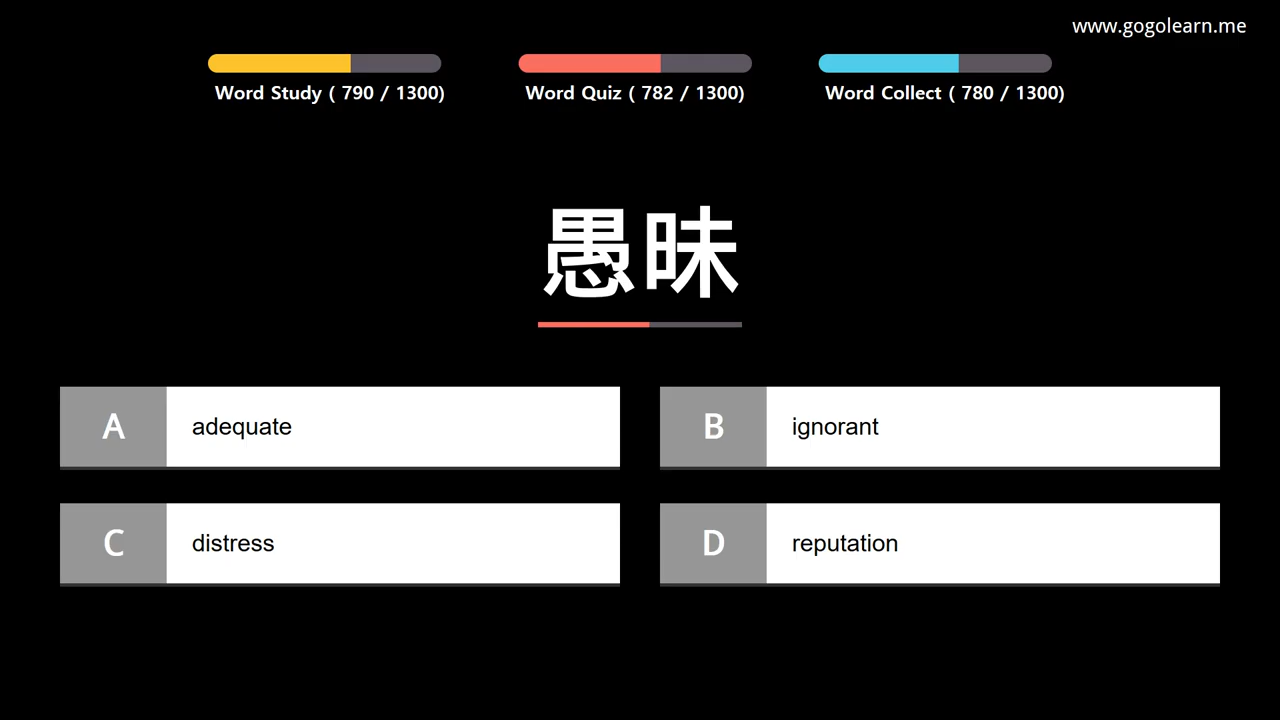 www.gogolearn.me
Word Study ( 790 / 1300)
Word Quiz ( 782 / 1300)
Word Collect ( 780 / 1300)
愚昧
A adequate
B ignorant
C distress
D reputation